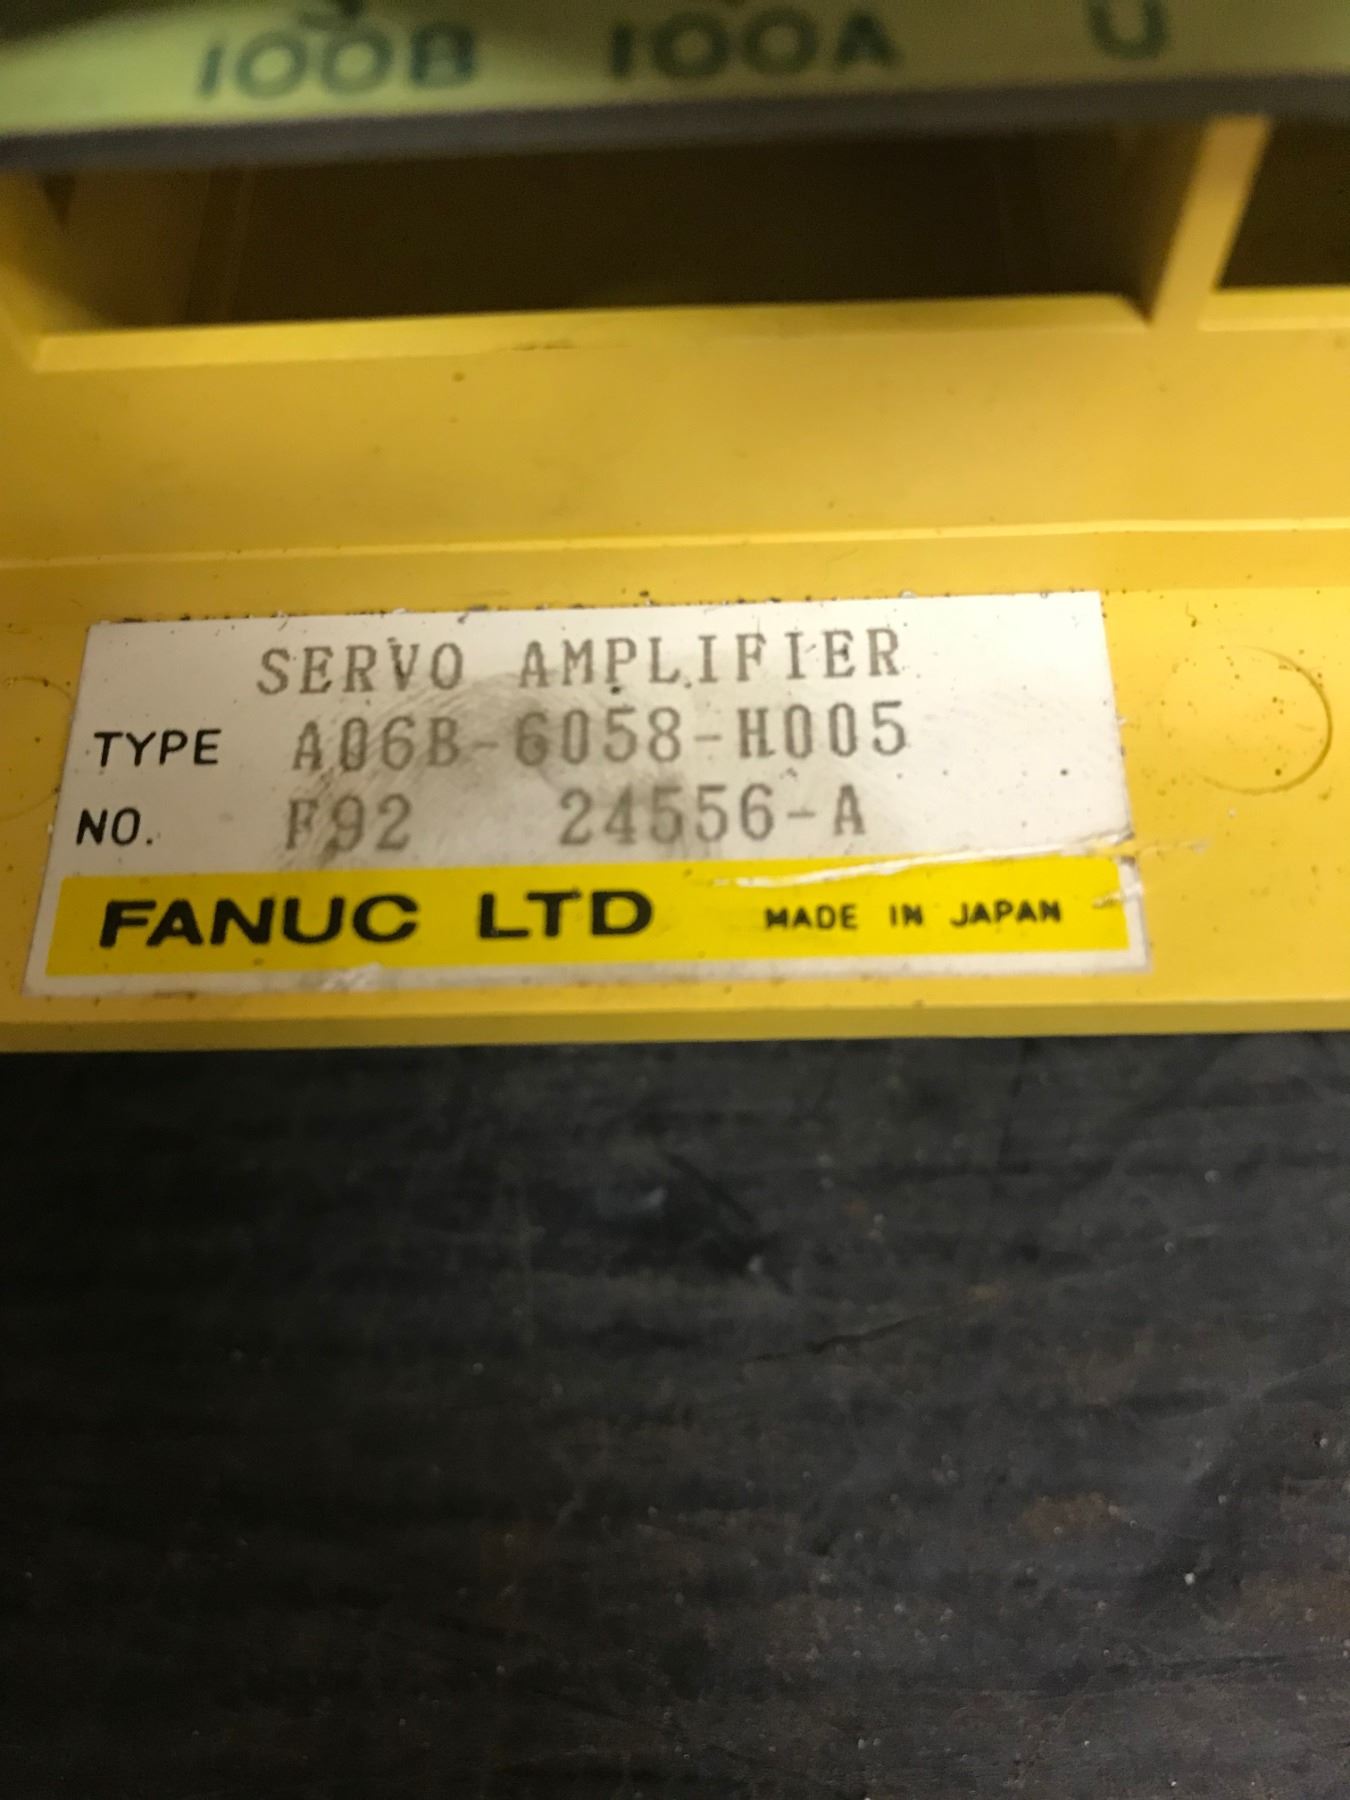 100B 100A U
SERVO AMPLIFIER
TYPE A06B-6058-H005
NO. F92 24556-A
FANUC LTD MADE IN JAPAN